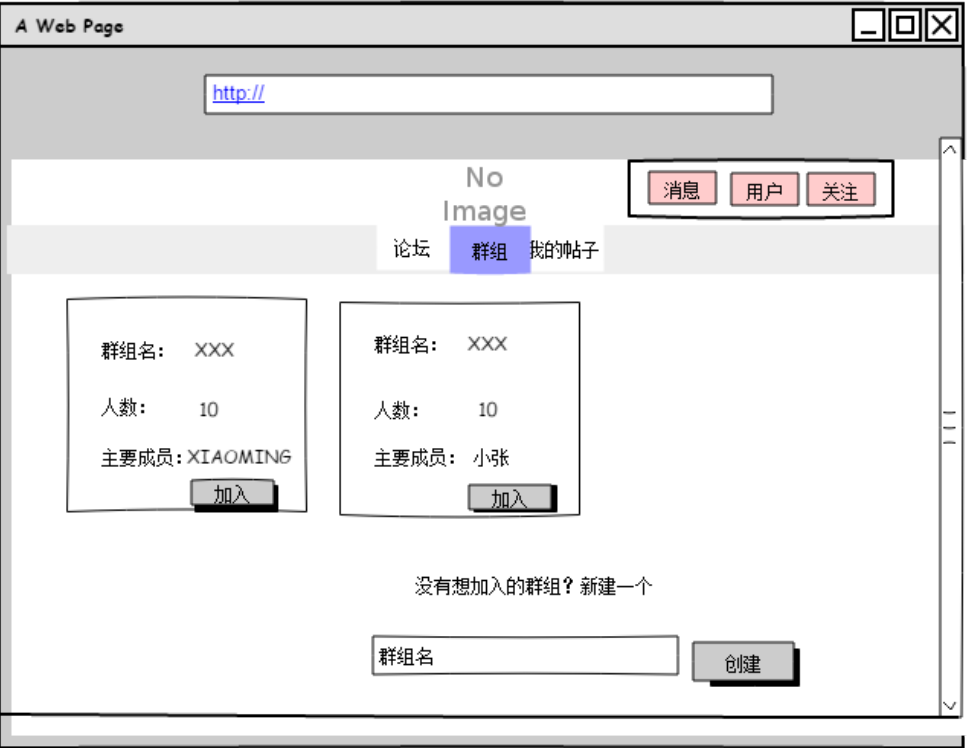 A Web Page
http://
No
Image
消息 用户 关注
论坛 群组 我的帖子
群组名： XXX
人数： 10
主要成员：XIAOMING
加入
群组名： XXX
人数： 10
主要成员： 小张
加入
没有想加入的群组？新建一个
群组名
创建